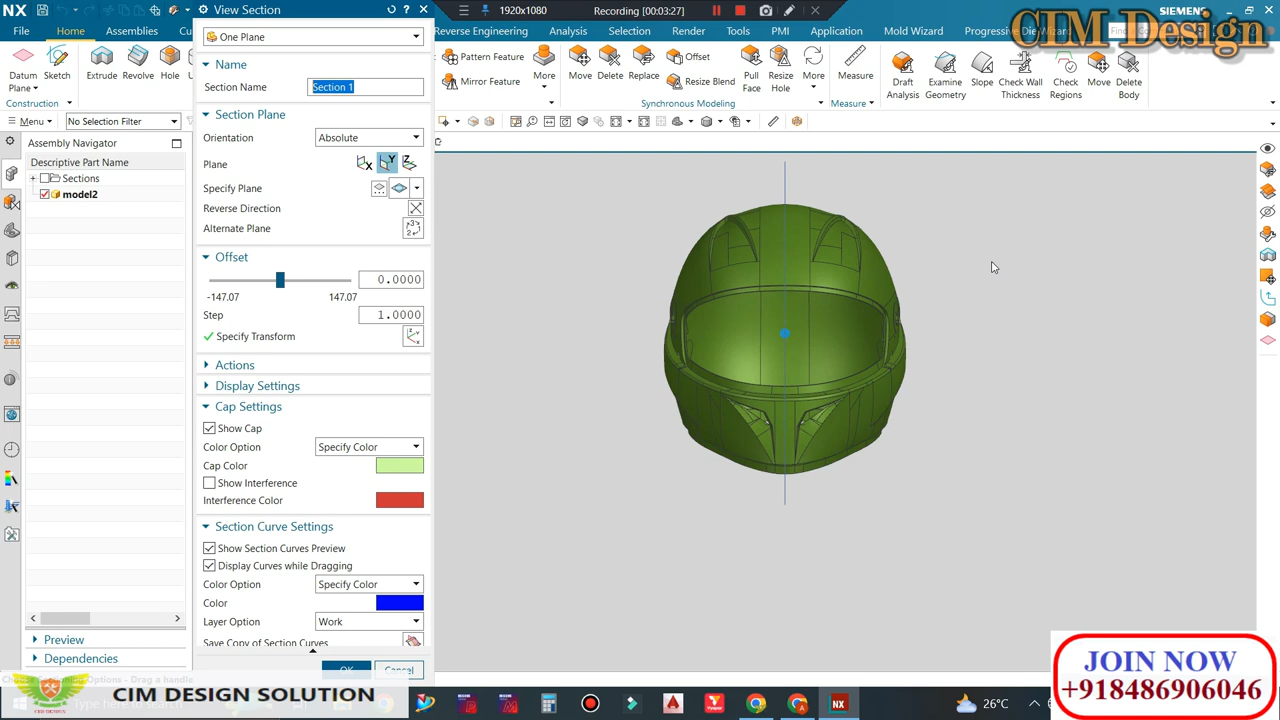 NX
View Section
1920x1080
Recording [00:03:27]
SIEMENS
File
Home
Assemblies
Cu
Reverse Engineering
Analysis
Selection
Render
Tools
PMI
Application
Mold Wizard
Progressive Die Wizard
CIM Design
Datum
Plane
Sketch
Extrude
Revolve
Hole
Construction
Pattern Feature
Mirror Feature
More
Move
Delete
Replace
Offset
Resize Blend
Pull
Face
Resize
Hole
More
Synchronous Modeling
Measure
Measure
Draft
Analysis
Examine
Geometry
Slope
Check Wall
Thickness
Check
Regions
Move
Delete
Body
Menu
No Selection Filter
Assembly Navigator
Descriptive Part Name
Sections
model2
Preview
Dependencies
One Plane
Name
Section Name
Section 1
Section Plane
Orientation
Absolute
Plane
X
Y
Z
Specify Plane
Reverse Direction
Alternate Plane
Offset
0.0000
-147.07
147.07
Step
1.0000
Specify Transform
Actions
Display Settings
Cap Settings
Show Cap
Color Option
Specify Color
Cap Color
Show Interference
Interference Color
Section Curve Settings
Show Section Curves Preview
Display Curves while Dragging
Color Option
Specify Color
Color
Layer Option
Work
Save Copy of Section Curves
OK
Cancel
CIM DESIGN SOLUTION
NX
26°C
JOIN NOW
+918486906046